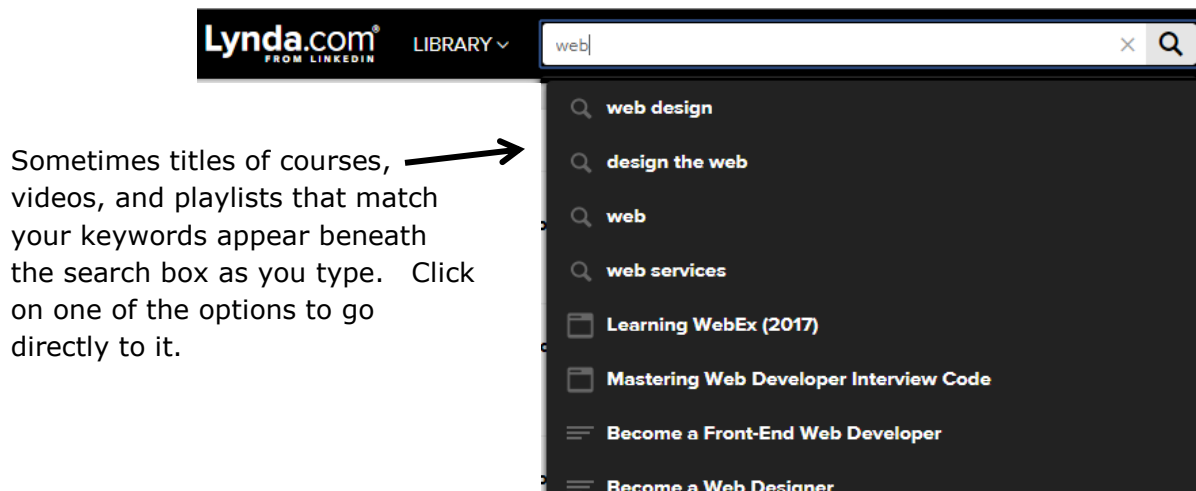 Lynda.com®
FROM LINKEDIN
LIBRARY
web
web design
design the web
web
web services
Learning WebEx (2017)
Mastering Web Developer Interview Code
Become a Front-End Web Developer
Become a Web Designer
Sometimes titles of courses,
videos, and playlists that match
your keywords appear beneath
the search box as you type. Click
on one of the options to go
directly to it.